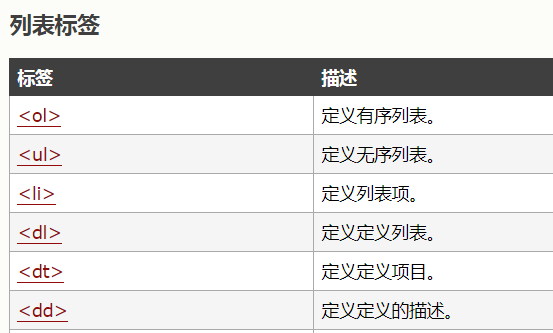 列表标签
标签 描述
<ol> 定义有序列表。
<ul> 定义无序列表。
<li> 定义列表项。
<dl> 定义定义列表。
<dt> 定义定义项目。
<dd> 定义定义的描述。